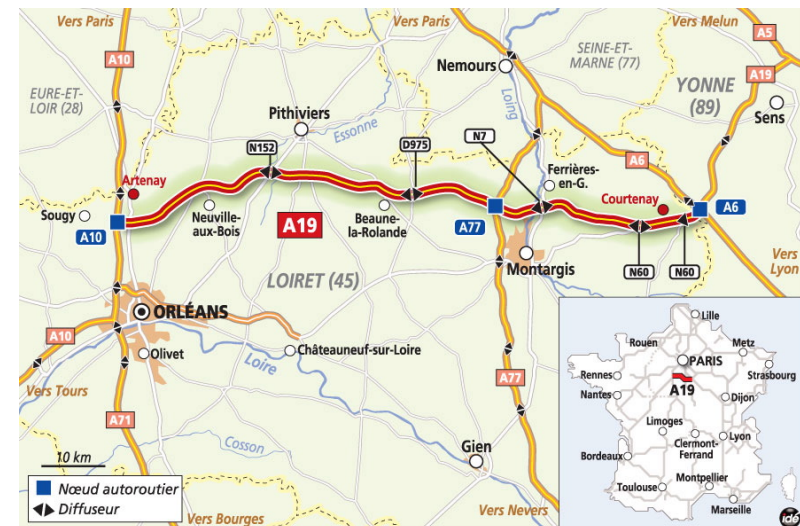 Vers Paris
Vers Paris
Vers Melun
A10
A5
SEINE-ET-
MARNE (77)
Nemours
A19
EURE-ET-
LOIR (28)
YONNE
(89)
Sens
Pithiviers
Essonne
Loing
N152
D975
N7
A6
Artenay
Ferrières-
en-G.
Courtenay
Sougy
Neuville-
aux-Bois
A19
Beaune-
la-Rolande
A10
A77
A6
Montargis
N60
N60
Vers
Lyon
LOIRET (45)
ORLÉANS
A10
Olivet
Loire
Châteauneuf-sur-Loire
A77
Vers Tours
A71
Cosson
Gien
10 km
Nœud autoroutier
Diffuseur
Vers Bourges
Vers Nevers
Lille
Rouen
Metz
PARIS
Strasbourg
Rennes
A19
Nantes
Dijon
Limoges
Lyon
Clermont-
Ferrand
Bordeaux
Toulouse
Montpellier
Marseille
idé